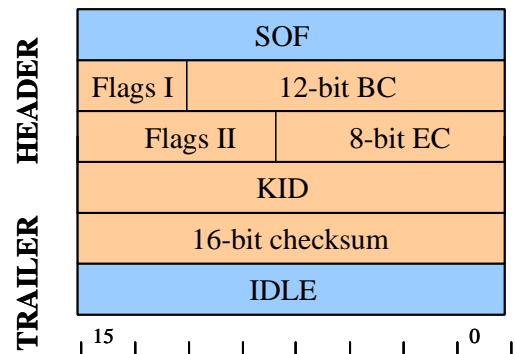 HEADER
SOF
Flags I 12-bit BC
Flags II 8-bit EC
KID
TRAILER
16-bit checksum
IDLE
15 0